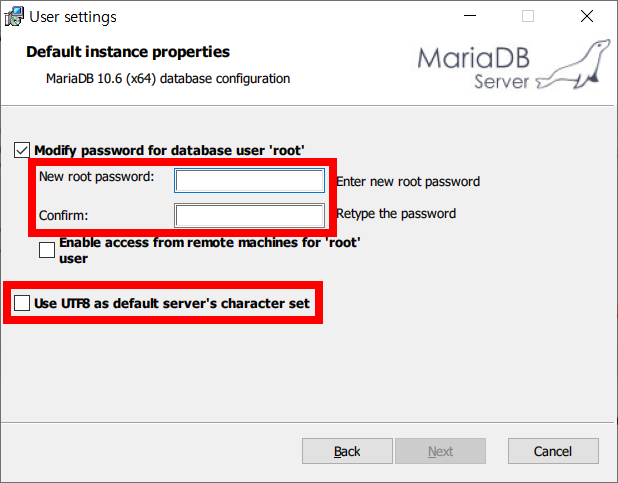 User settings
Default instance properties
MariaDB 10.6 (x64) database configuration
MariaDB
Server
Modify password for database user 'root'
New root password:
Enter new root password
Confirm:
Retype the password
Enable access from remote machines for 'root'
user
Use UTF8 as default server's character set
Back
Next
Cancel